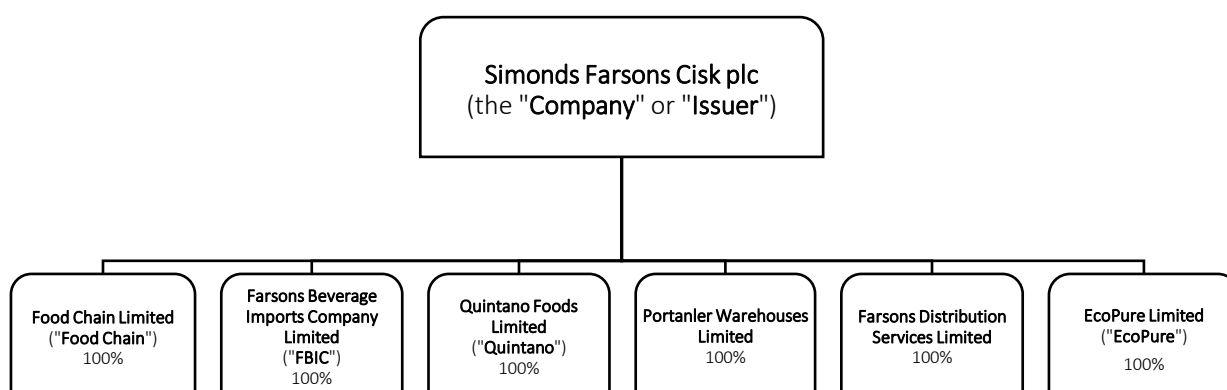 Simonds Farsons Cisk plc
(the "Company" or "Issuer")
Food Chain Limited
("Food Chain")
100%
Farsons Beverage
Imports Company
Limited
("FBIC")
100%
Quintano Foods
Limited
("Quintano")
100%
Portanler Warehouses
Limited
100%
Farsons Distribution
Services Limited
100%
EcoPure Limited
("EcoPure")
100%